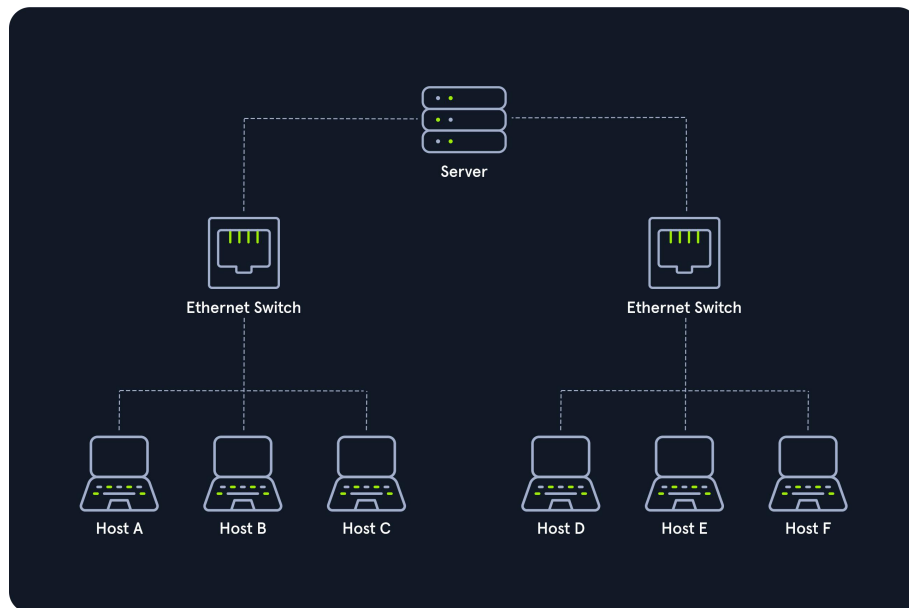 Server
Ethernet Switch
Ethernet Switch
Host A
Host B
Host C
Host D
Host E
Host F